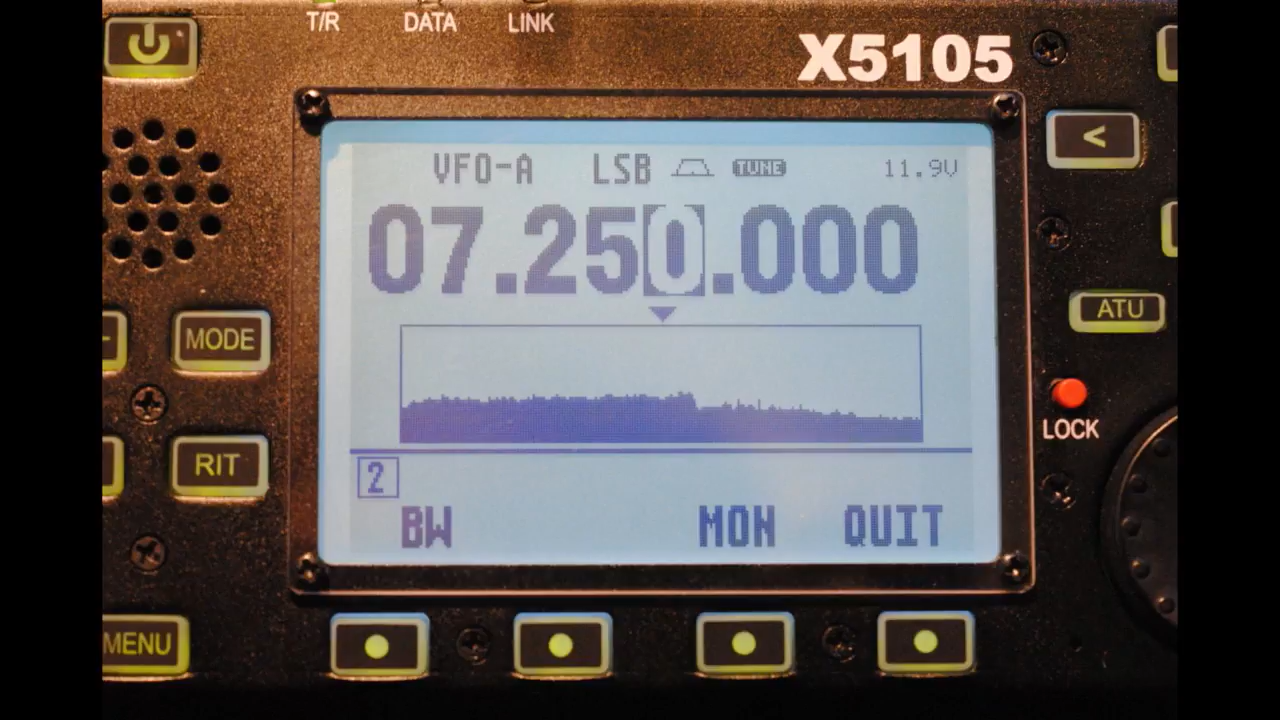 T/R DATA LINK
X5105
VFO-A LSB TUNE 11.9V
<
07.250.000
ATU
MODE
LOCK
RIT
2
BW MON QUIT
MENU